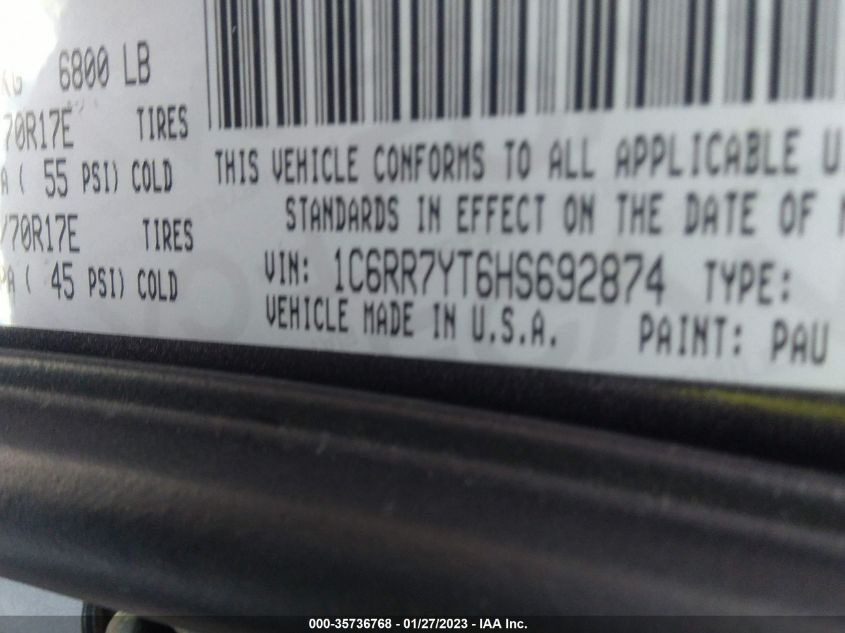 KG 6800 LB
70R17E TIRES
A ( 55 PSI) COLD
/70R17E TIRES
PA ( 45 PSI) COLD
THIS VEHICLE CONFORMS TO ALL APPLICABLE U
STANDARDS IN EFFECT ON THE DATE OF M
VIN: 1C6RR7YT6HS692874 TYPE:
VEHICLE MADE IN U.S.A. PAINT: PAU
000-35736768 - 01/27/2023 - IAA Inc.